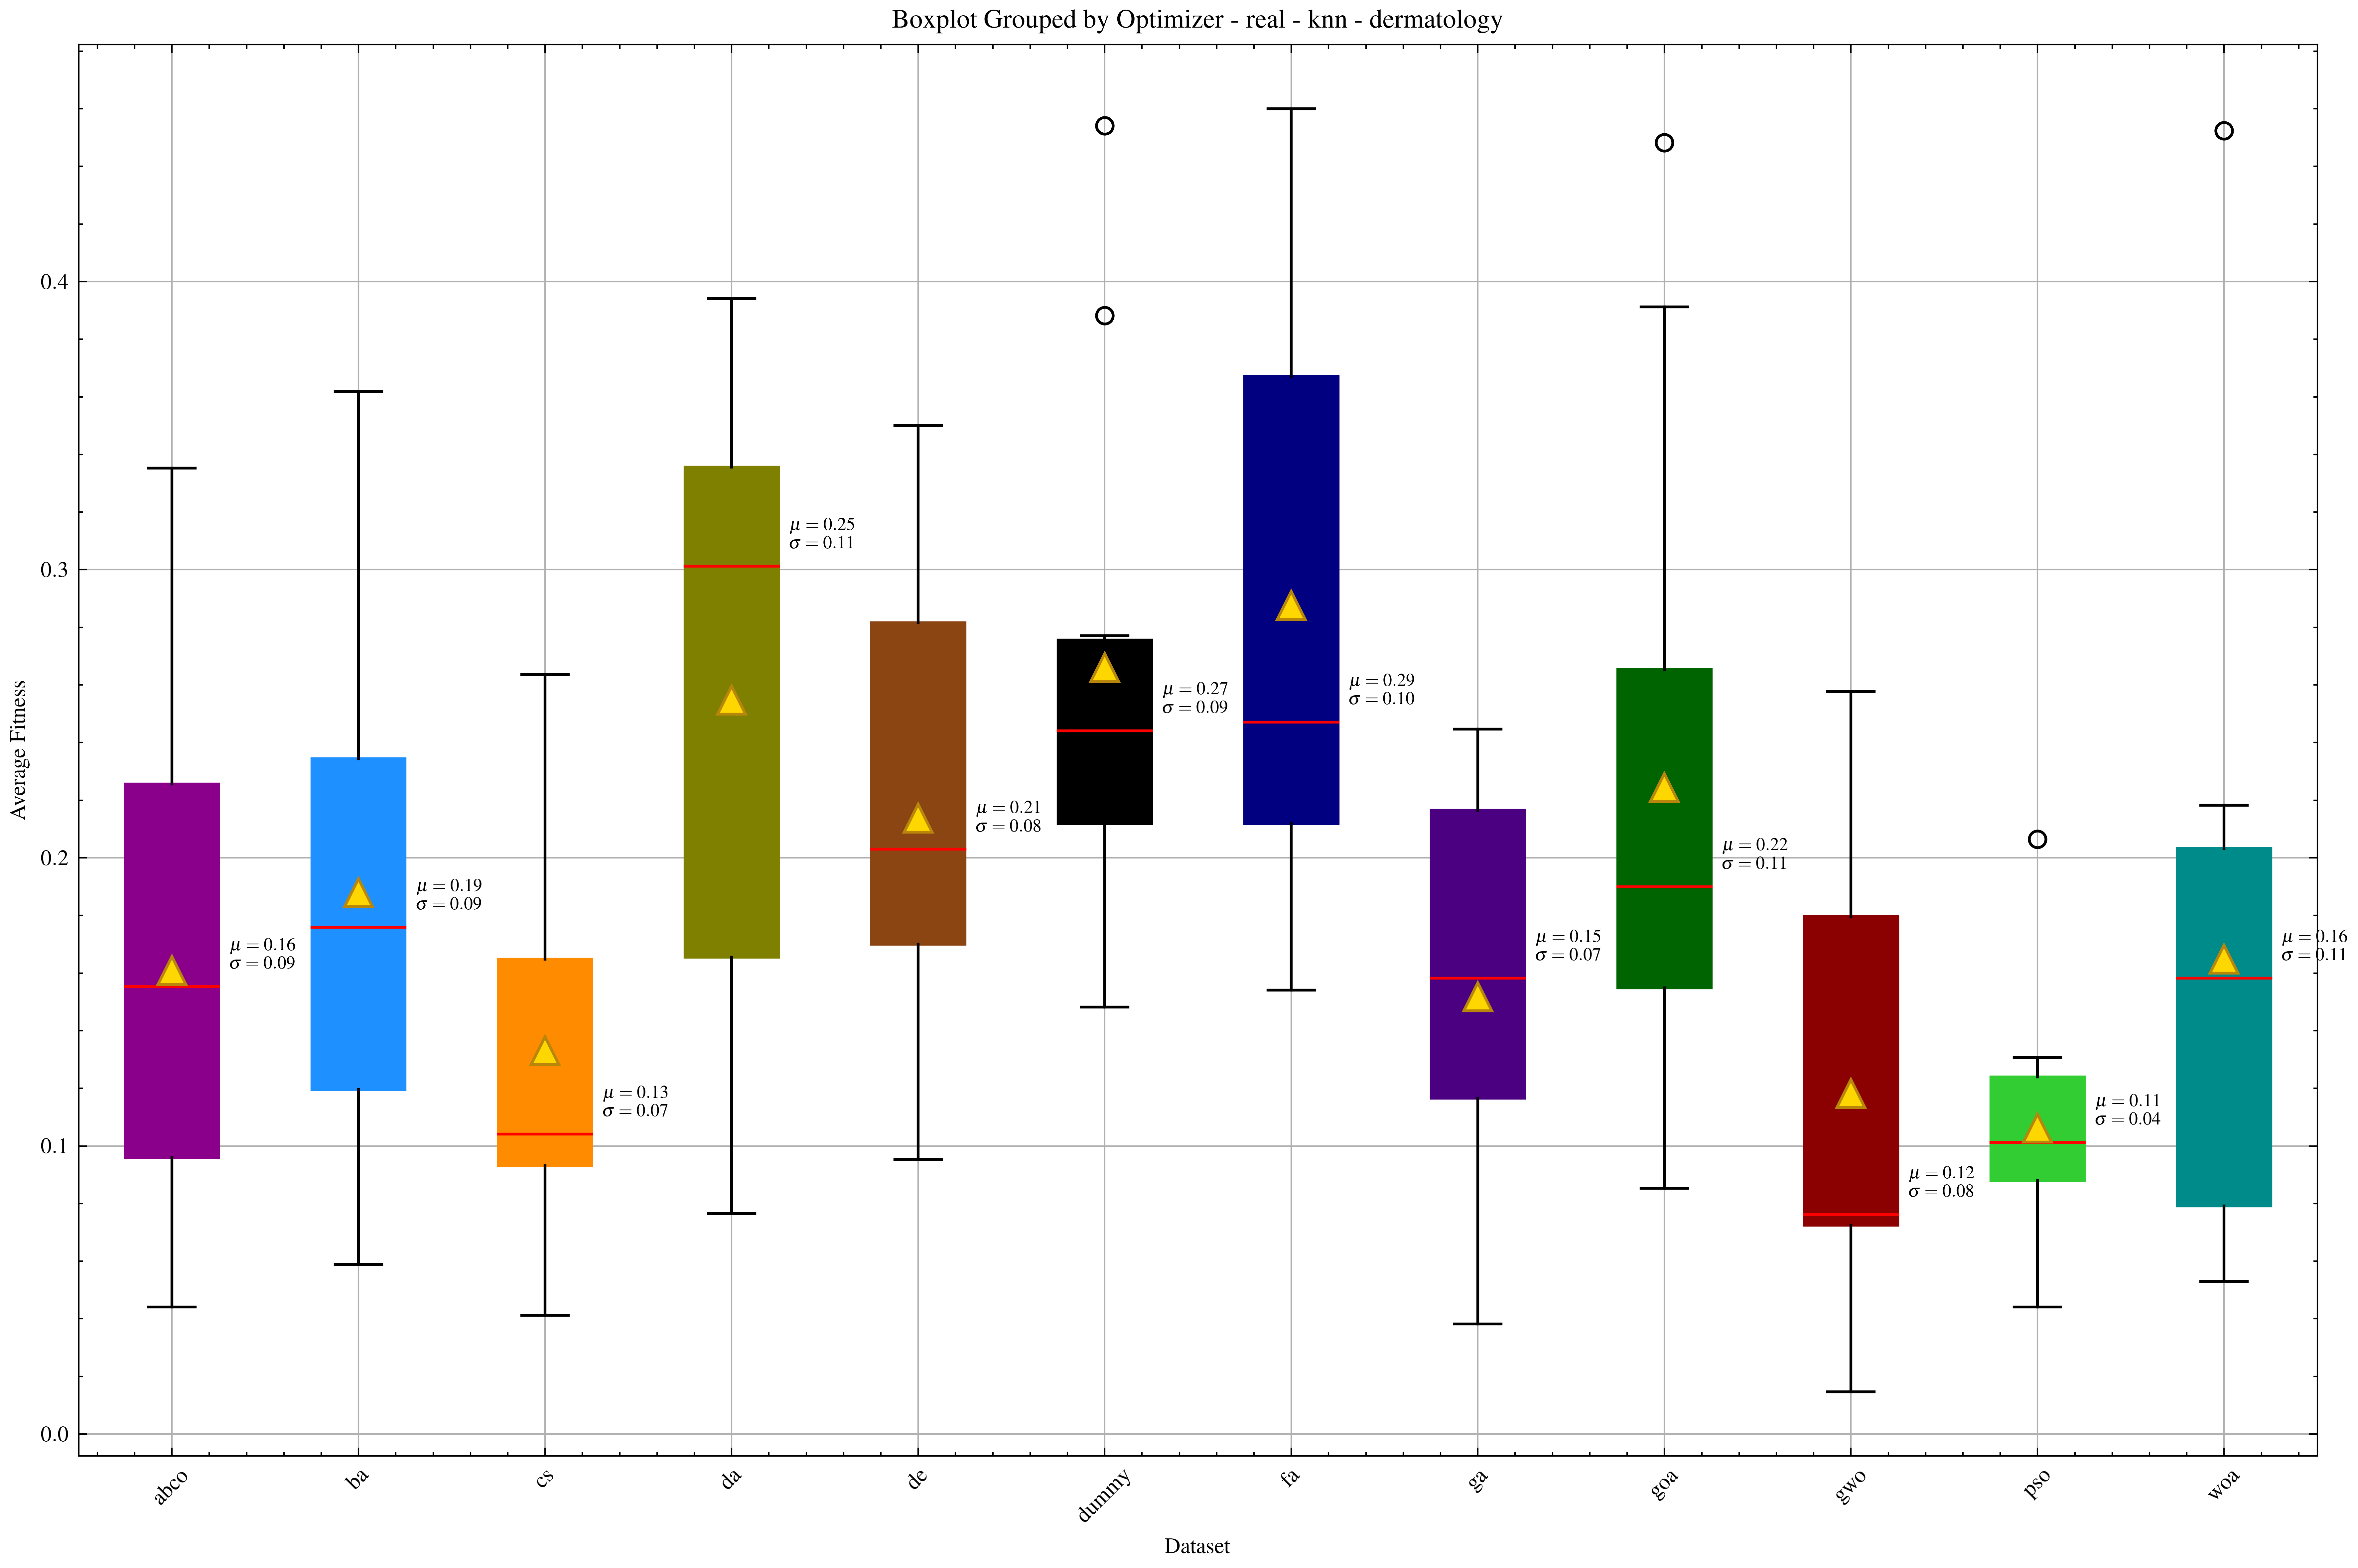 Boxplot Grouped by Optimizer - real - knn - dermatology
Average Fitness
0.4
0.3
0.2
0.1
0.0
μ = 0.16
σ = 0.09
μ = 0.19
σ = 0.09
μ = 0.13
σ = 0.07
μ = 0.25
σ = 0.11
μ = 0.21
σ = 0.08
μ = 0.27
σ = 0.09
μ = 0.29
σ = 0.10
μ = 0.15
σ = 0.07
μ = 0.22
σ = 0.11
μ = 0.12
σ = 0.08
μ = 0.11
σ = 0.04
μ = 0.16
σ = 0.11
abco
ba
cs
da
de
dummy
fa
ga
goa
gwo
pso
woa
Dataset